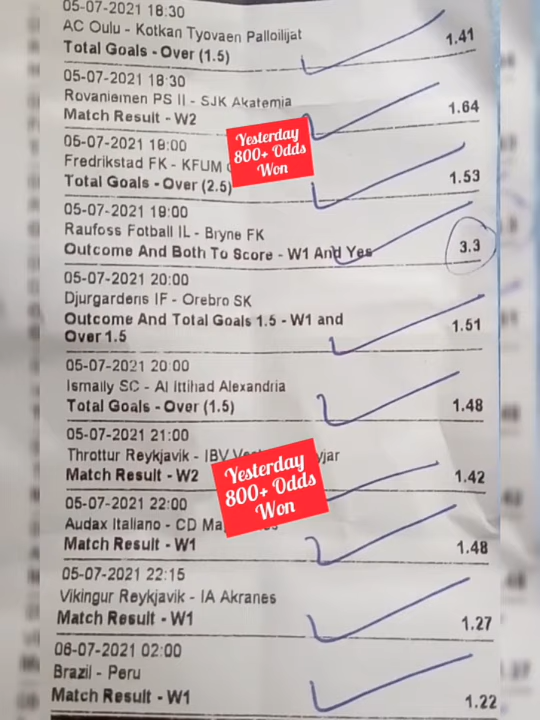 05-07-2021 18:30
AC Oulu - Kotkan Tyovaen Palloilijat
Total Goals - Over (1.5)
1.41
05-07-2021 18:30
Rovaniemen PS II - SJK Akatemia
Match Result - W2
1.64
05-07-2021 19:00
Fredrikstad FK - KFUM
Total Goals - Over (2.5)
1.53
Yesterday
800+ Odds
Won
05-07-2021 19:00
Raufoss Fotball IL - Bryne FK
Outcome And Both To Score - W1 And Yes
3.3
05-07-2021 20:00
Djurgardens IF - Orebro SK
Outcome And Total Goals 1.5 - W1 and
Over 1.5
1.51
05-07-2021 20:00
Ismaily SC - Al Ittihad Alexandria
Total Goals - Over (1.5)
1.48
05-07-2021 21:00
Throttur Reykjavik - IBV
Match Result - W2
1.42
Yesterday
800+ Odds
Won
05-07-2021 22:00
Audax Italiano - CD
Match Result - W1
1.48
05-07-2021 22:15
Vikingur Reykjavik - IA Akranes
Match Result - W1
1.27
06-07-2021 02:00
Brazil - Peru
Match Result - W1
1.22